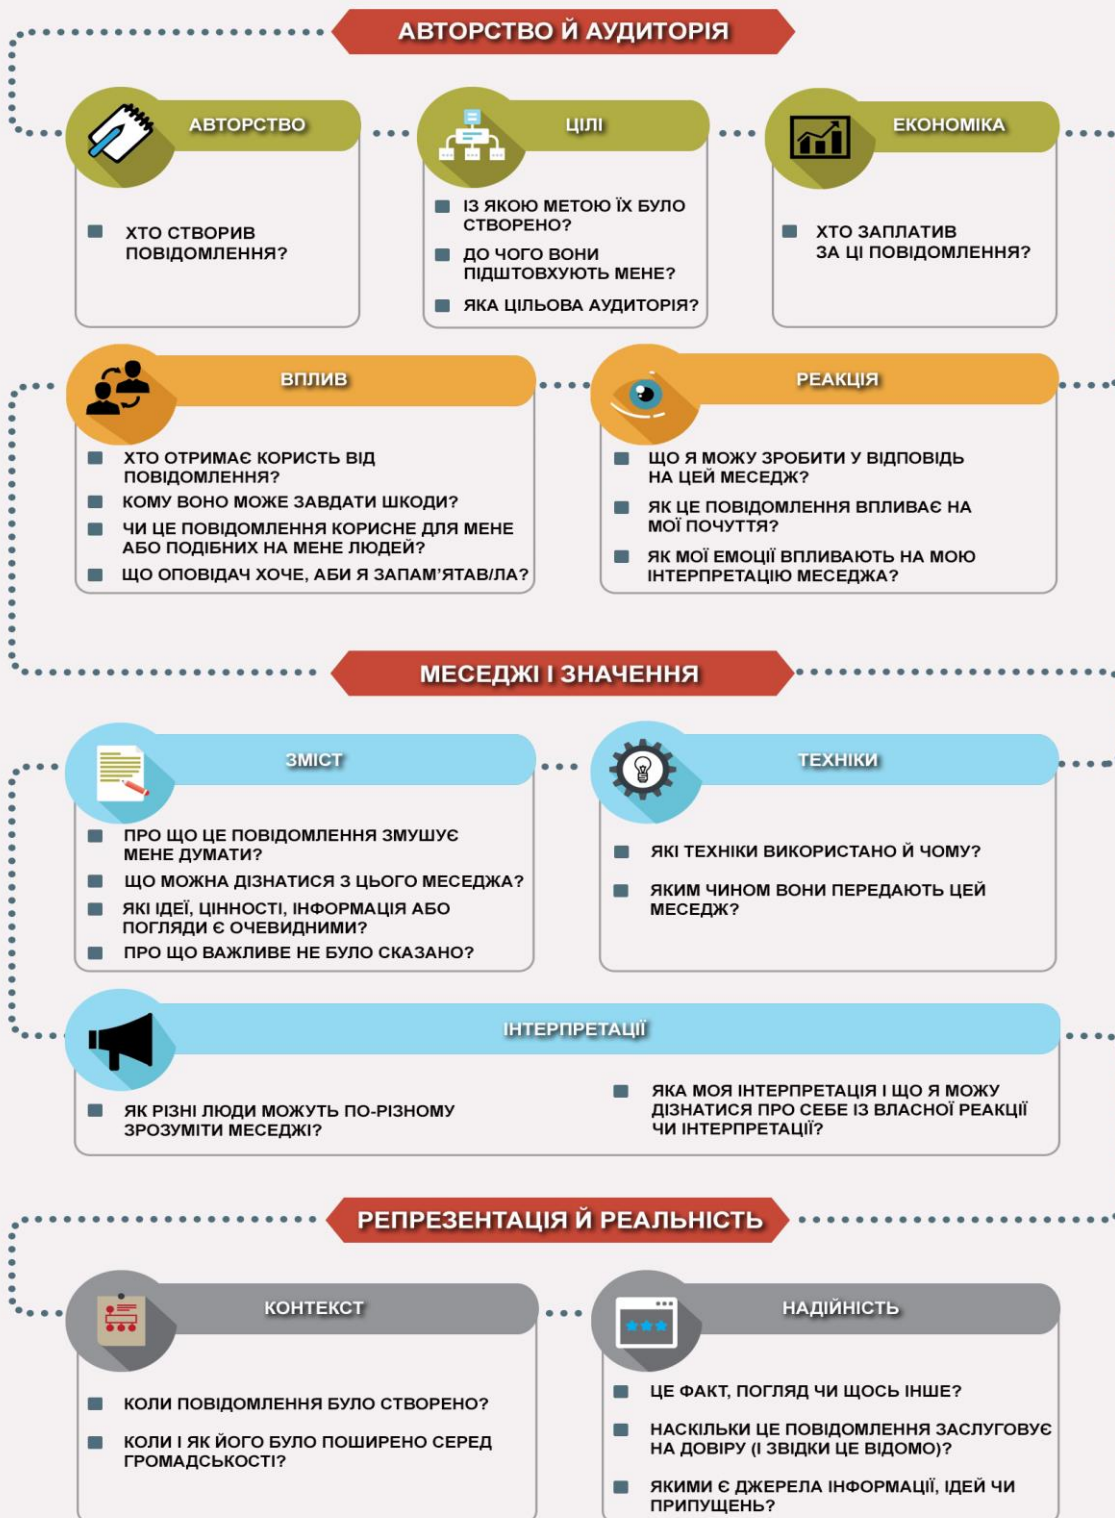 АВТОРСТВО Й АУДИТОРІЯ
АВТОРСТВО
ХТО СТВОРИВ
ПОВІДОМЛЕННЯ?
ЦІЛІ
ІЗ ЯКОЮ МЕТОЮ ЇХ БУЛО
СТВОРЕНО?
ДО ЧОГО ВОНИ
ПІДШТОВХУЮТЬ МЕНЕ?
ЯКА ЦІЛЬОВА АУДИТОРІЯ?
ЕКОНОМІКА
ХТО ЗАПЛАТИВ
ЗА ЦІ ПОВІДОМЛЕННЯ?
ВПЛИВ
ХТО ОТРИМАЄ КОРИСТЬ ВІД
ПОВІДОМЛЕННЯ?
КОМУ ВОНО МОЖЕ ЗАВДАТИ ШКОДИ?
ЧИ ЦЕ ПОВІДОМЛЕННЯ КОРИСНЕ ДЛЯ МЕНЕ
АБО ПОДІБНИХ НА МЕНЕ ЛЮДЕЙ?
ЩО ОПОВІДАЧ ХОЧЕ, АБИ Я ЗАПАМ’ЯТАВ/ЛА?
РЕАКЦІЯ
ЩО Я МОЖУ ЗРОБИТИ У ВІДПОВІДЬ
НА ЦЕЙ МЕСЕДЖ?
ЯК ЦЕ ПОВІДОМЛЕННЯ ВПЛИВАЄ НА
МОЇ ПОЧУТТЯ?
ЯК МОЇ ЕМОЦІЇ ВПЛИВАЮТЬ НА МОЮ
ІНТЕРПРЕТАЦІЮ МЕСЕДЖА?
МЕСЕДЖІ І ЗНАЧЕННЯ
ЗМІСТ
ПРО ЩО ЦЕ ПОВІДОМЛЕННЯ ЗМУШУЄ
МЕНЕ ДУМАТИ?
ЩО МОЖНА ДІЗНАТИСЯ З ЦЬОГО МЕСЕДЖА?
ЯКІ ІДЕЇ, ЦІННОСТІ, ІНФОРМАЦІЯ АБО
ПОГЛЯДИ Є ОЧЕВИДНИМИ?
ПРО ЩО ВАЖЛИВЕ НЕ БУЛО СКАЗАНО?
ТЕХНІКИ
ЯКІ ТЕХНІКИ ВИКОРИСТАНО Й ЧОМУ?
ЯКИМ ЧИНОМ ВОНИ ПЕРЕДАЮТЬ ЦЕЙ
МЕСЕДЖ?
ІНТЕРПРЕТАЦІЇ
ЯК РІЗНІ ЛЮДИ МОЖУТЬ ПО-РІЗНОМУ
ЗРОЗУМІТИ МЕСЕДЖІ?
ЯКА МОЯ ІНТЕРПРЕТАЦІЯ І ЩО Я МОЖУ
ДІЗНАТИСЯ ПРО СЕБЕ ІЗ ВЛАСНОЇ РЕАКЦІЇ
ЧИ ІНТЕРПРЕТАЦІЇ?
РЕПРЕЗЕНТАЦІЯ Й РЕАЛЬНІСТЬ
КОНТЕКСТ
КОЛИ ПОВІДОМЛЕННЯ БУЛО СТВОРЕНО?
КОЛИ І ЯК ЙОГО БУЛО ПОШИРЕНО СЕРЕД
ГРОМАДСЬКОСТІ?
НАДІЙНІСТЬ
ЦЕ ФАКТ, ПОГЛЯД ЧИ ЩОСЬ ІНШЕ?
НАСКІЛЬКИ ЦЕ ПОВІДОМЛЕННЯ ЗАСЛУГОВУЄ
НА ДОВІРУ (І ЗВІДКИ ЦЕ ВІДОМО)?
ЯКИМИ Є ДЖЕРЕЛА ІНФОРМАЦІЇ, ІДЕЙ ЧИ
ПРИПУЩЕНЬ?